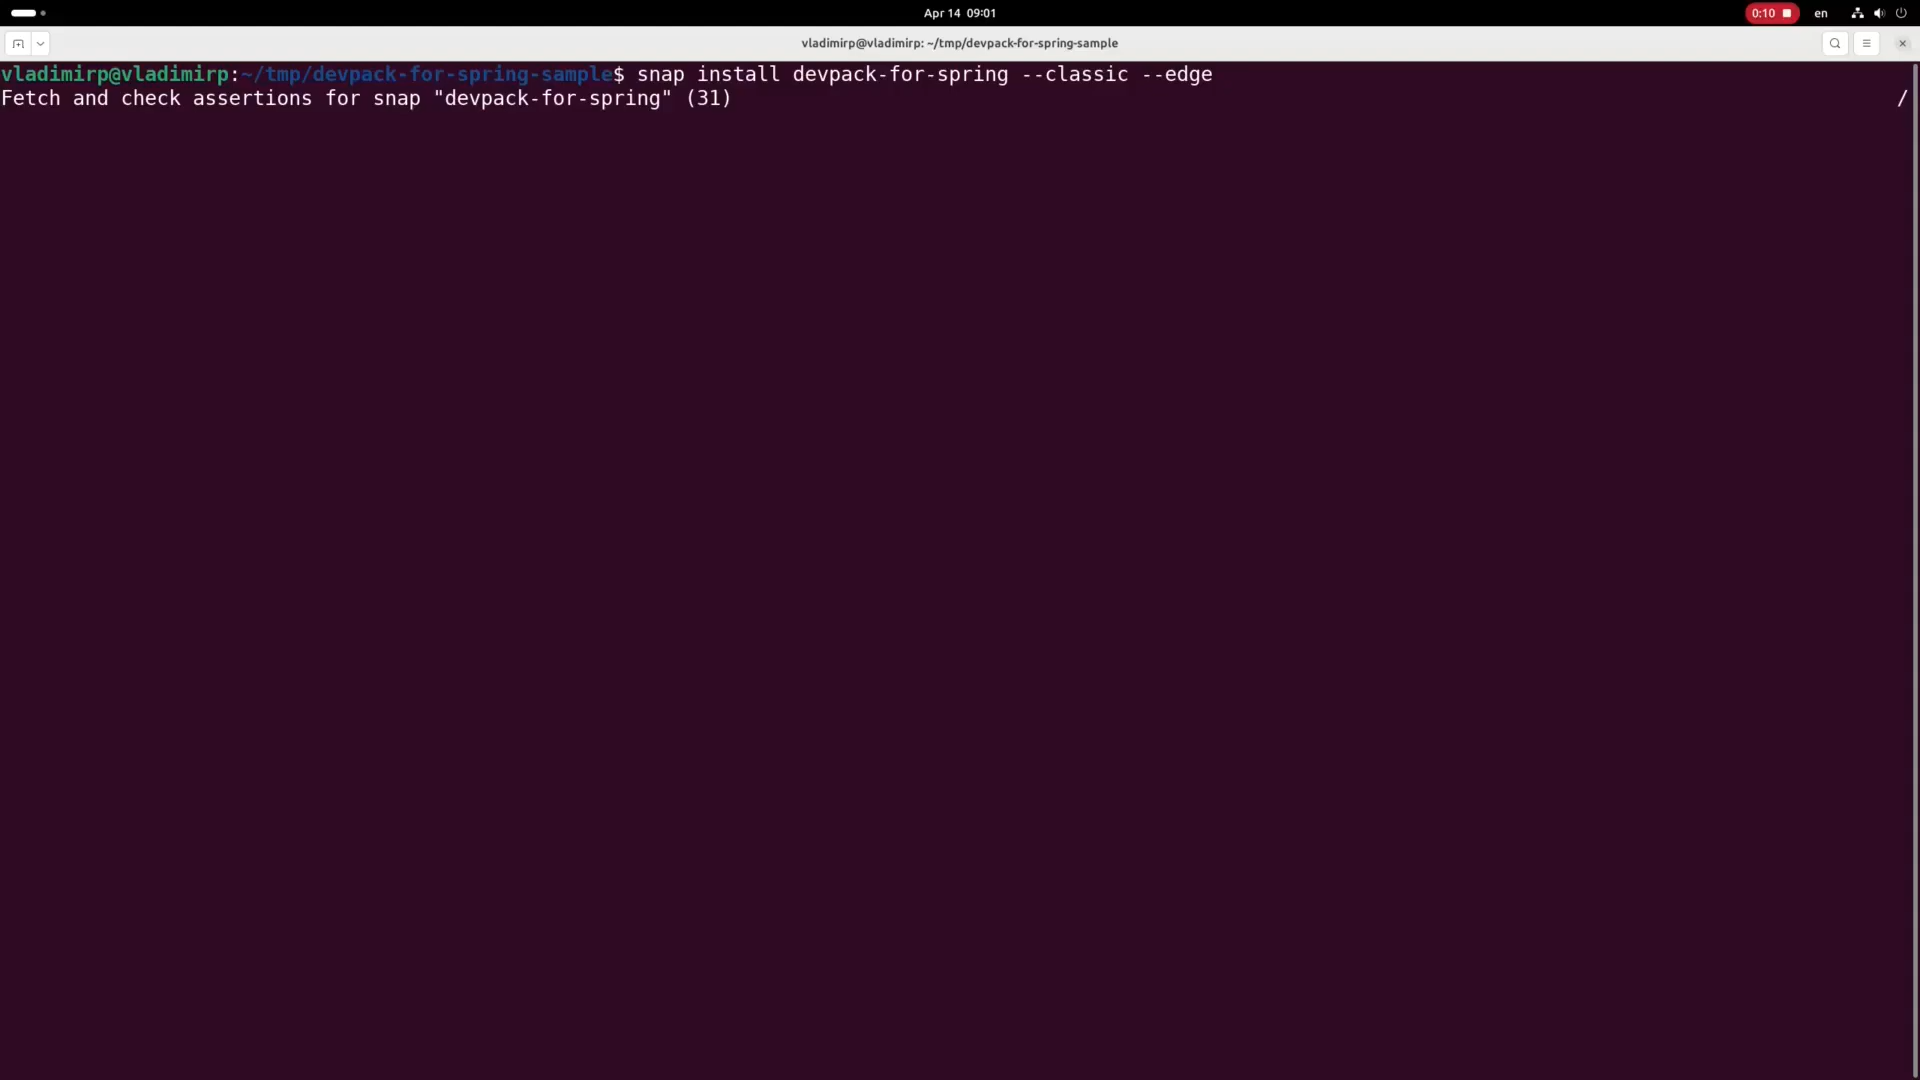 Apr 14 09:01
0:10
en
vladimirp@vladimirp: ~/tmp/devpack-for-spring-sample
vladimirp@vladimirp:~/tmp/devpack-for-spring-sample$ snap install devpack-for-spring --classic --edge
Fetch and check assertions for snap "devpack-for-spring" (31) /